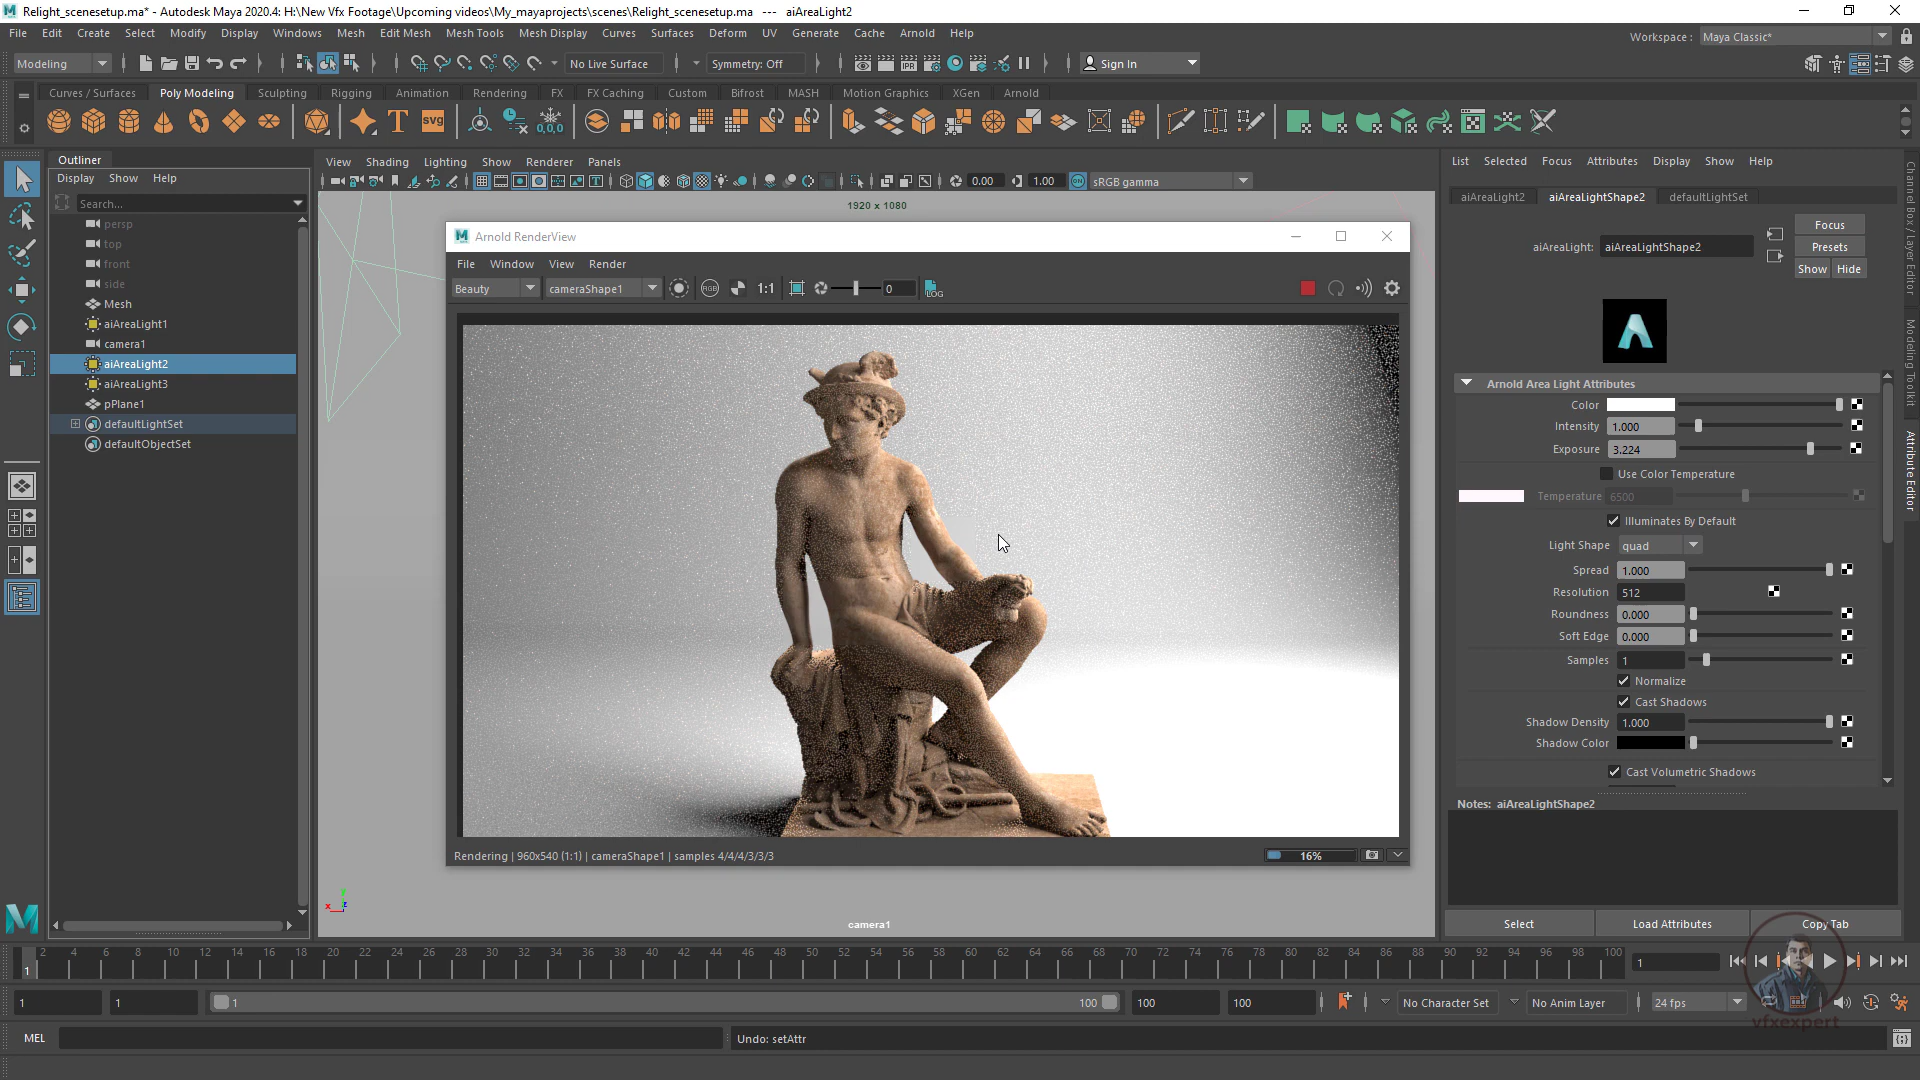 Relight_scenesetup.ma* - Autodesk Maya 2020.4: H:\New Vfx Footage\Upcoming videos\My_mayaprojects\scenes\Relight_scenesetup.ma --- aiAreaLight2
File Edit Create Select Modify Display Windows Mesh Edit Mesh Mesh Tools Mesh Display Curves Surfaces Deform UV Generate Cache Arnold Help
Workspace : Maya Classic*
Modeling No Live Surface Symmetry: Off Sign In
Curves / Surfaces Poly Modeling Sculpting Rigging Animation Rendering FX FX Caching Custom Bifrost MASH Motion Graphics XGen Arnold
Outliner
Display Show Help
Search...
persp
top
front
side
Mesh
aiAreaLight1
camera1
aiAreaLight2
aiAreaLight3
pPlane1
defaultLightSet
defaultObjectSet
View Shading Lighting Show Renderer Panels
0.00 1.00 sRGB gamma
1920 x 1080
Arnold RenderView
File Window View Render
Beauty cameraShape1 RGB 1:1 0 LOG
Rendering | 960x540 (1:1) | cameraShape1 | samples 4/4/4/3/3/3
16%
camera1
List Selected Focus Attributes Display Show Help
aiAreaLight2 aiAreaLightShape2 defaultLightSet
aiAreaLight: aiAreaLightShape2
Focus
Presets
Show Hide
Arnold Area Light Attributes
Color
Intensity 1.000
Exposure 3.224
Use Color Temperature
Temperature 6500
Illuminates By Default
Light Shape quad
Spread 1.000
Resolution 512
Roundness 0.000
Soft Edge 0.000
Samples 1
Normalize
Cast Shadows
Shadow Density 1.000
Shadow Color
Cast Volumetric Shadows
Notes: aiAreaLightShape2
Select Load Attributes Copy Tab
Channel Box / Layer Editor
Modeling Toolkit
Attribute Editor
2 4 6 8 10 12 14 16 18 20 22 24 26 28 30 32 34 36 38 40 42 44 46 48 50 52 54 56 58 60 62 64 66 68 70 72 74 76 78 80 82 84 86 88 90 92 94 96 98 100
1 1
1 1 1 100 100 100 No Character Set No Anim Layer 24 fps
vfxexpert
MEL Undo: setAttr